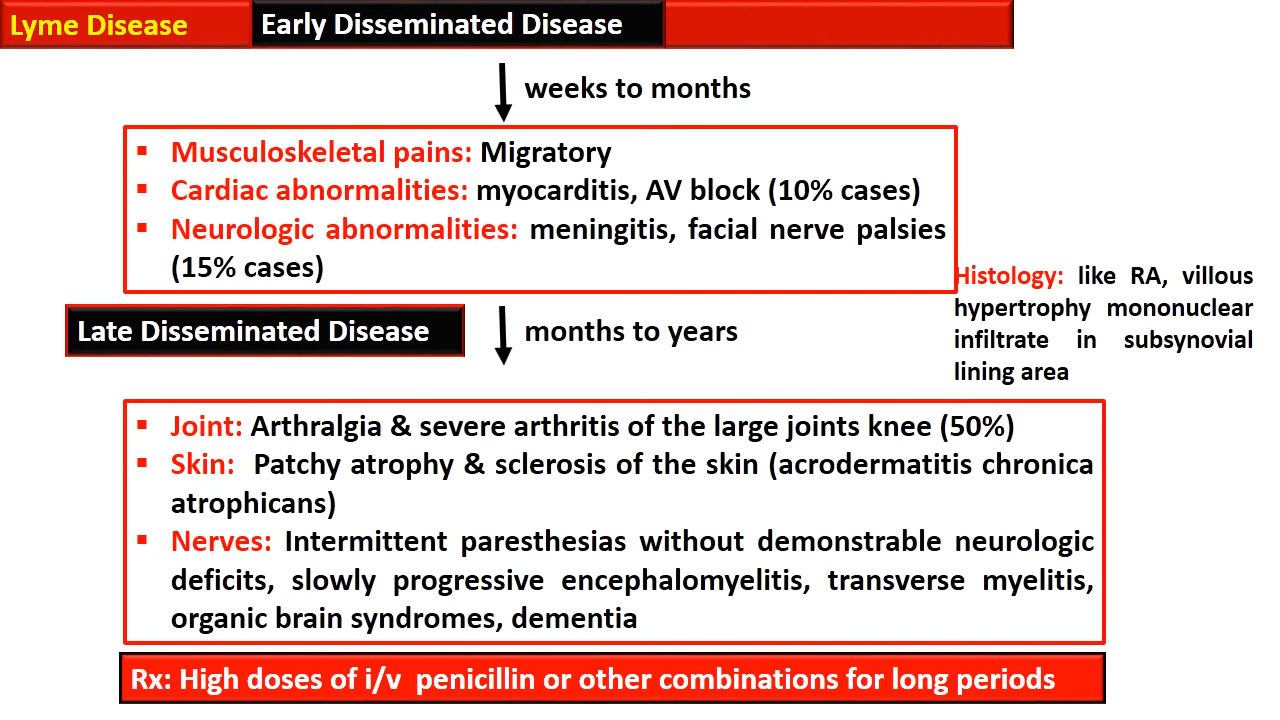 Lyme Disease
Early Disseminated Disease
weeks to months
▪ Musculoskeletal pains: Migratory
▪ Cardiac abnormalities: myocarditis, AV block (10% cases)
▪ Neurologic abnormalities: meningitis, facial nerve palsies
(15% cases)
Histology: like RA, villous
hypertrophy mononuclear
infiltrate in subsynovial
lining area
Late Disseminated Disease
months to years
▪ Joint: Arthralgia & severe arthritis of the large joints knee (50%)
▪ Skin: Patchy atrophy & sclerosis of the skin (acrodermatitis chronica
atrophicans)
▪ Nerves: Intermittent paresthesias without demonstrable neurologic
deficits, slowly progressive encephalomyelitis, transverse myelitis,
organic brain syndromes, dementia
Rx: High doses of i/v penicillin or other combinations for long periods